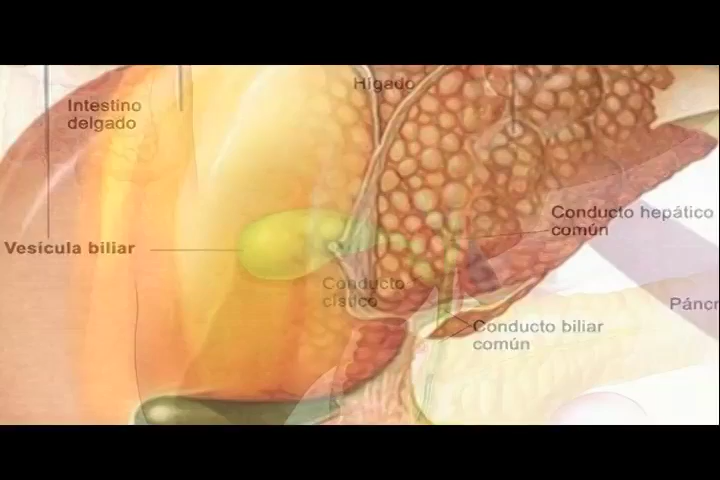 Hígado
Intestino
delgado
Conducto hepático
común
Vesícula biliar
Conducto
cístico
Páncr
Conducto biliar
común